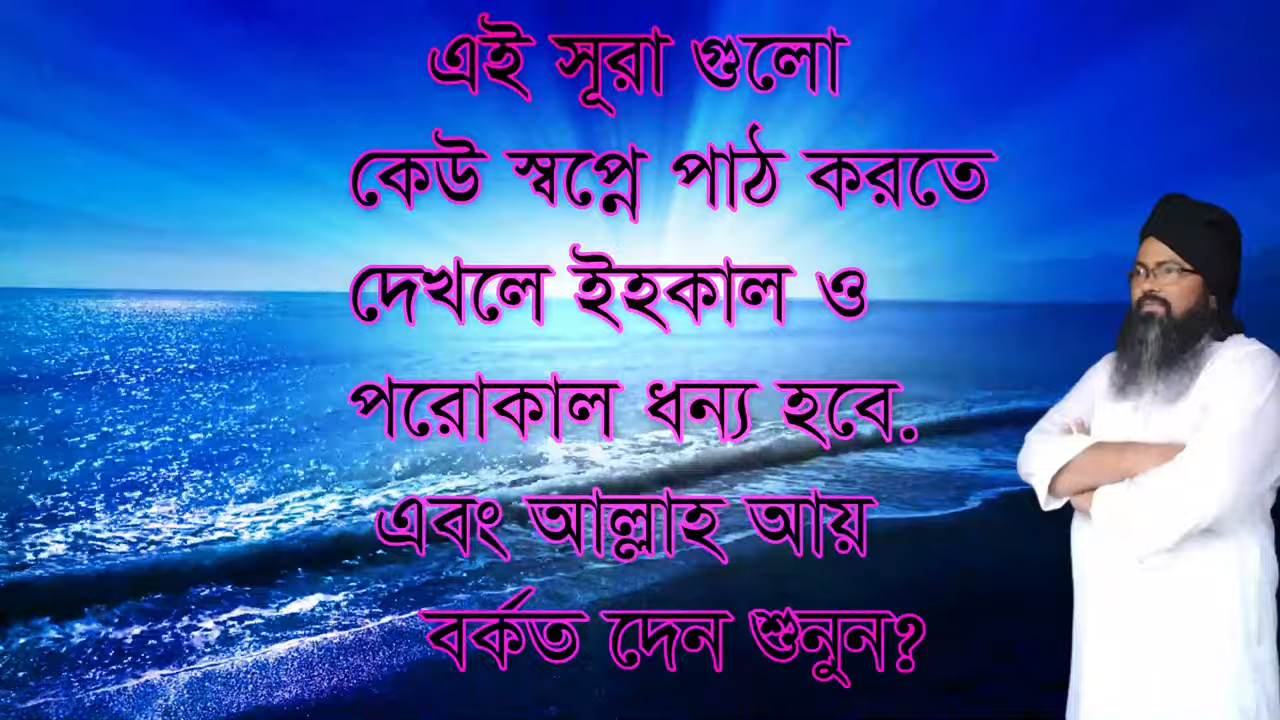 এই সূরা গুলো
কেউ স্বপ্নে পাঠ করতে
দেখলে ইহকাল ও
পরোকাল ধন্য হবে.
এবং আল্লাহ আয়
বর্কত দেন শুনুন?